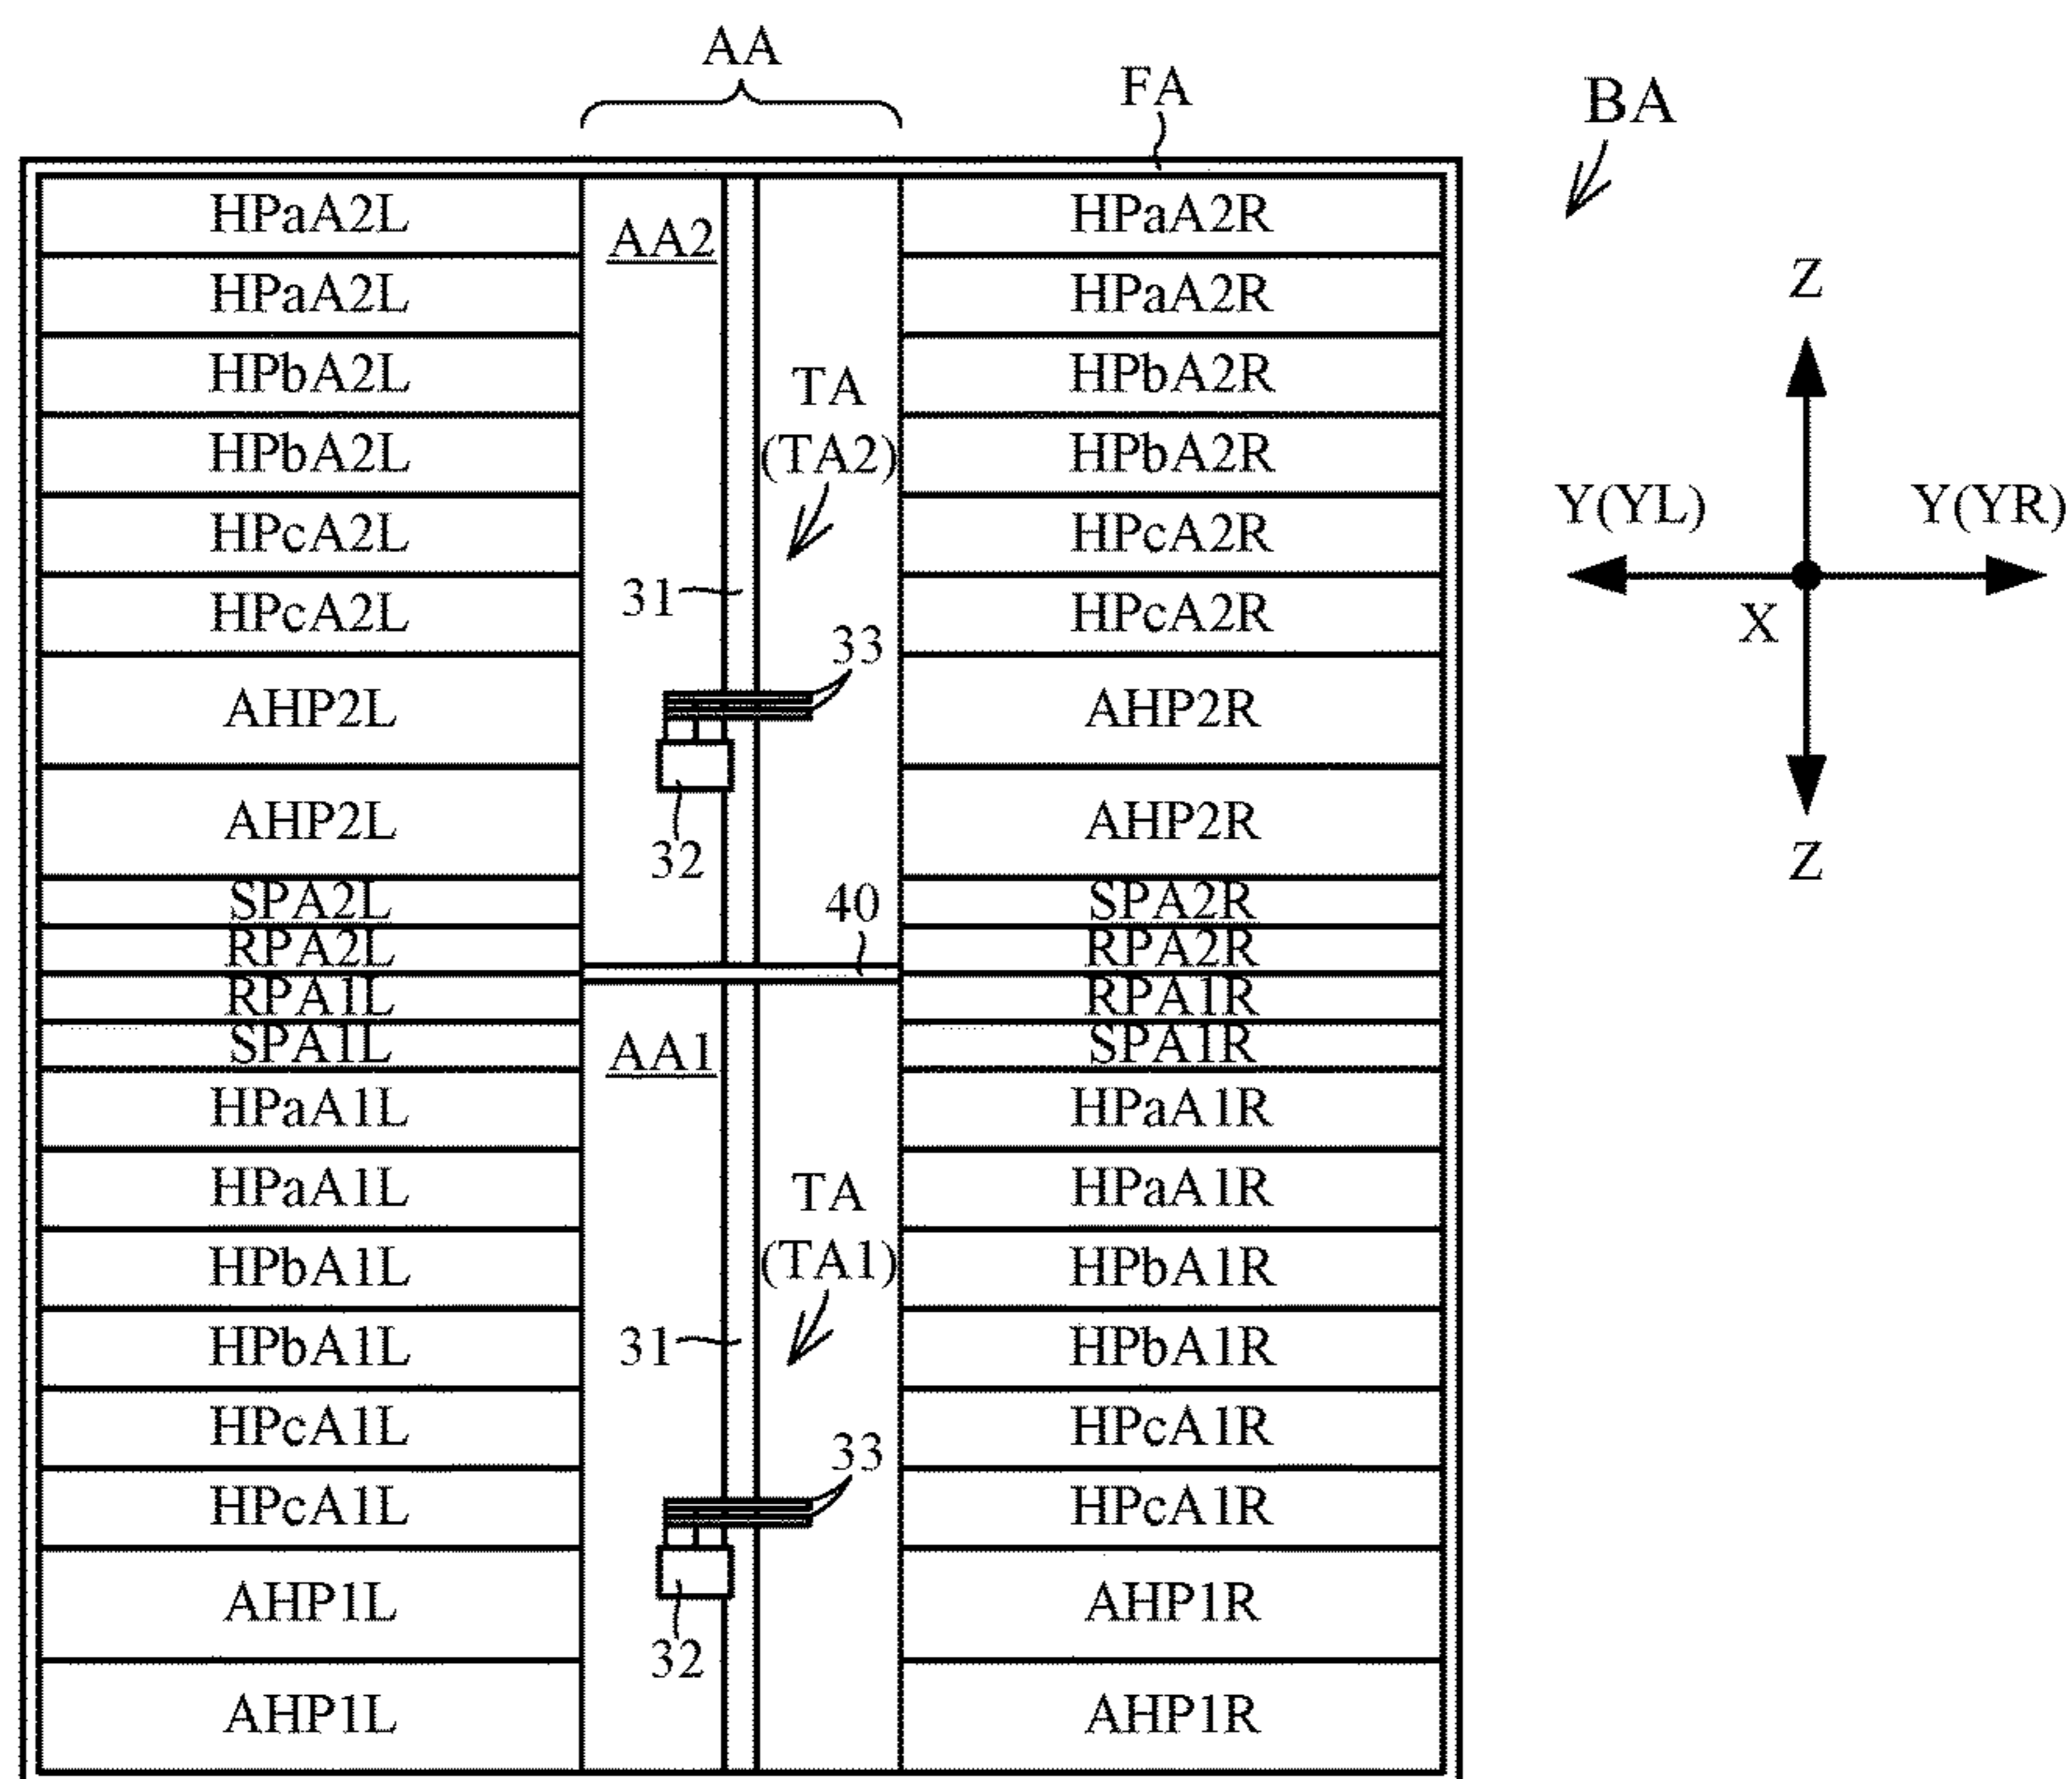 AA
FA
BA
HPaA2L
AA2
HPaA2R
HPaA2L
HPaA2R
Z
HPbA2L
TA
HPbA2R
HPbA2L
(TA2)
HPbA2R
Y(YL)
Y(YR)
HPcA2L
HPcA2R
HPcA2L
31
HPcA2R
X
33
AHP2L
AHP2R
AHP2L
32
AHP2R
Z
SPA2L
40
SPA2R
RPA2L
RPA2R
RPA1L
RPA1R
SPA1L
AA1
SPA1R
HPaA1L
HPaA1R
HPaA1L
TA
HPaA1R
HPbA1L
(TA1)
HPbA1R
HPbA1L
31
HPbA1R
HPcA1L
33
HPcA1R
HPcA1L
HPcA1R
AHP1L
AHP1R
32
AHP1L
AHP1R